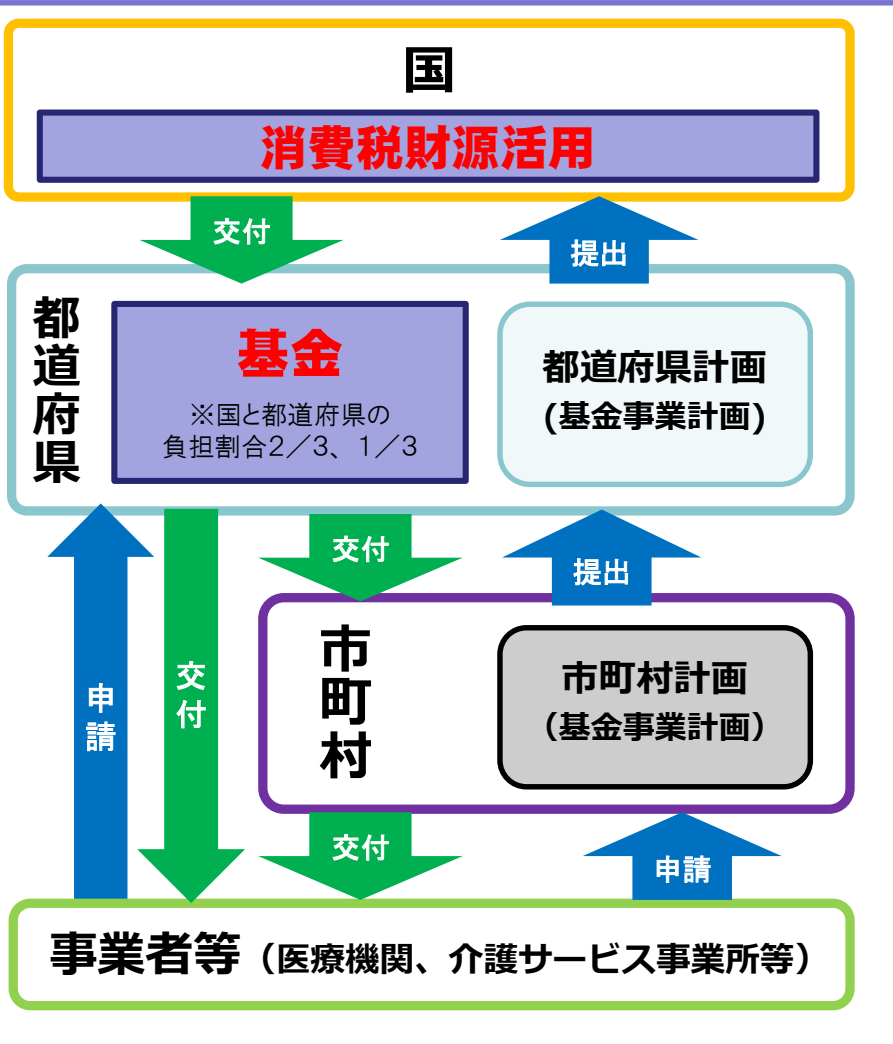 国
消費税財源活用
交付
提出
都道府県
基金
※国と都道府県の
負担割合2／3、1／3
都道府県計画
(基金事業計画)
交付
提出
申請
交付
市町村
市町村計画
（基金事業計画）
交付
申請
事業者等（医療機関、介護サービス事業所等）